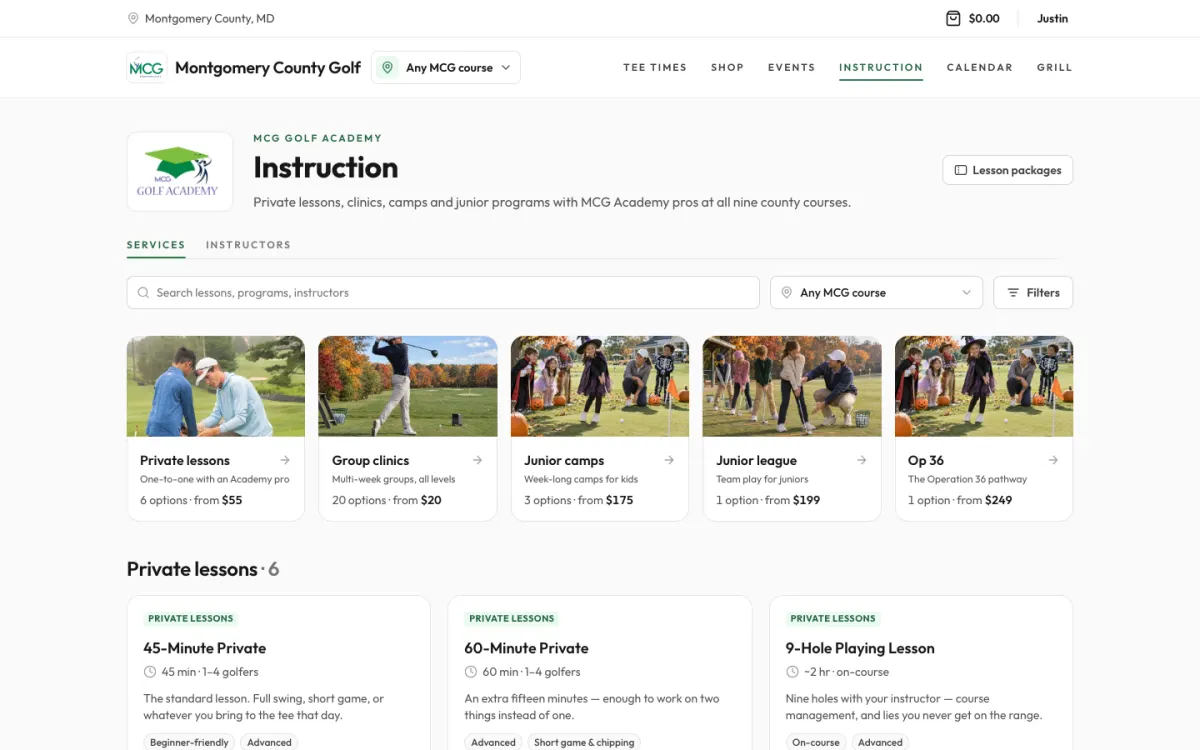 Montgomery County, MD
$0.00
Justin
MCG
Montgomery County Golf
Any MCG course
TEE TIMES
SHOP
EVENTS
INSTRUCTION
CALENDAR
GRILL
MCG
GOLF ACADEMY
MCG GOLF ACADEMY
Instruction
Private lessons, clinics, camps and junior programs with MCG Academy pros at all nine county courses.
Lesson packages
SERVICES
INSTRUCTORS
Search lessons, programs, instructors
Any MCG course
Filters
Private lessons
One-to-one with an Academy pro
6 options · from $55
Group clinics
Multi-week groups, all levels
20 options · from $20
Junior camps
Week-long camps for kids
3 options · from $175
Junior league
Team play for juniors
1 option · from $199
Op 36
The Operation 36 pathway
1 option · from $249
Private lessons · 6
PRIVATE LESSONS
45-Minute Private
45 min · 1–4 golfers
The standard lesson. Full swing, short game, or
whatever you bring to the tee that day.
Beginner-friendly
Advanced
PRIVATE LESSONS
60-Minute Private
60 min · 1–4 golfers
An extra fifteen minutes — enough to work on two
things instead of one.
Advanced
Short game & chipping
PRIVATE LESSONS
9-Hole Playing Lesson
~2 hr · on-course
Nine holes with your instructor — course
management, and lies you never get on the range.
On-course
Advanced